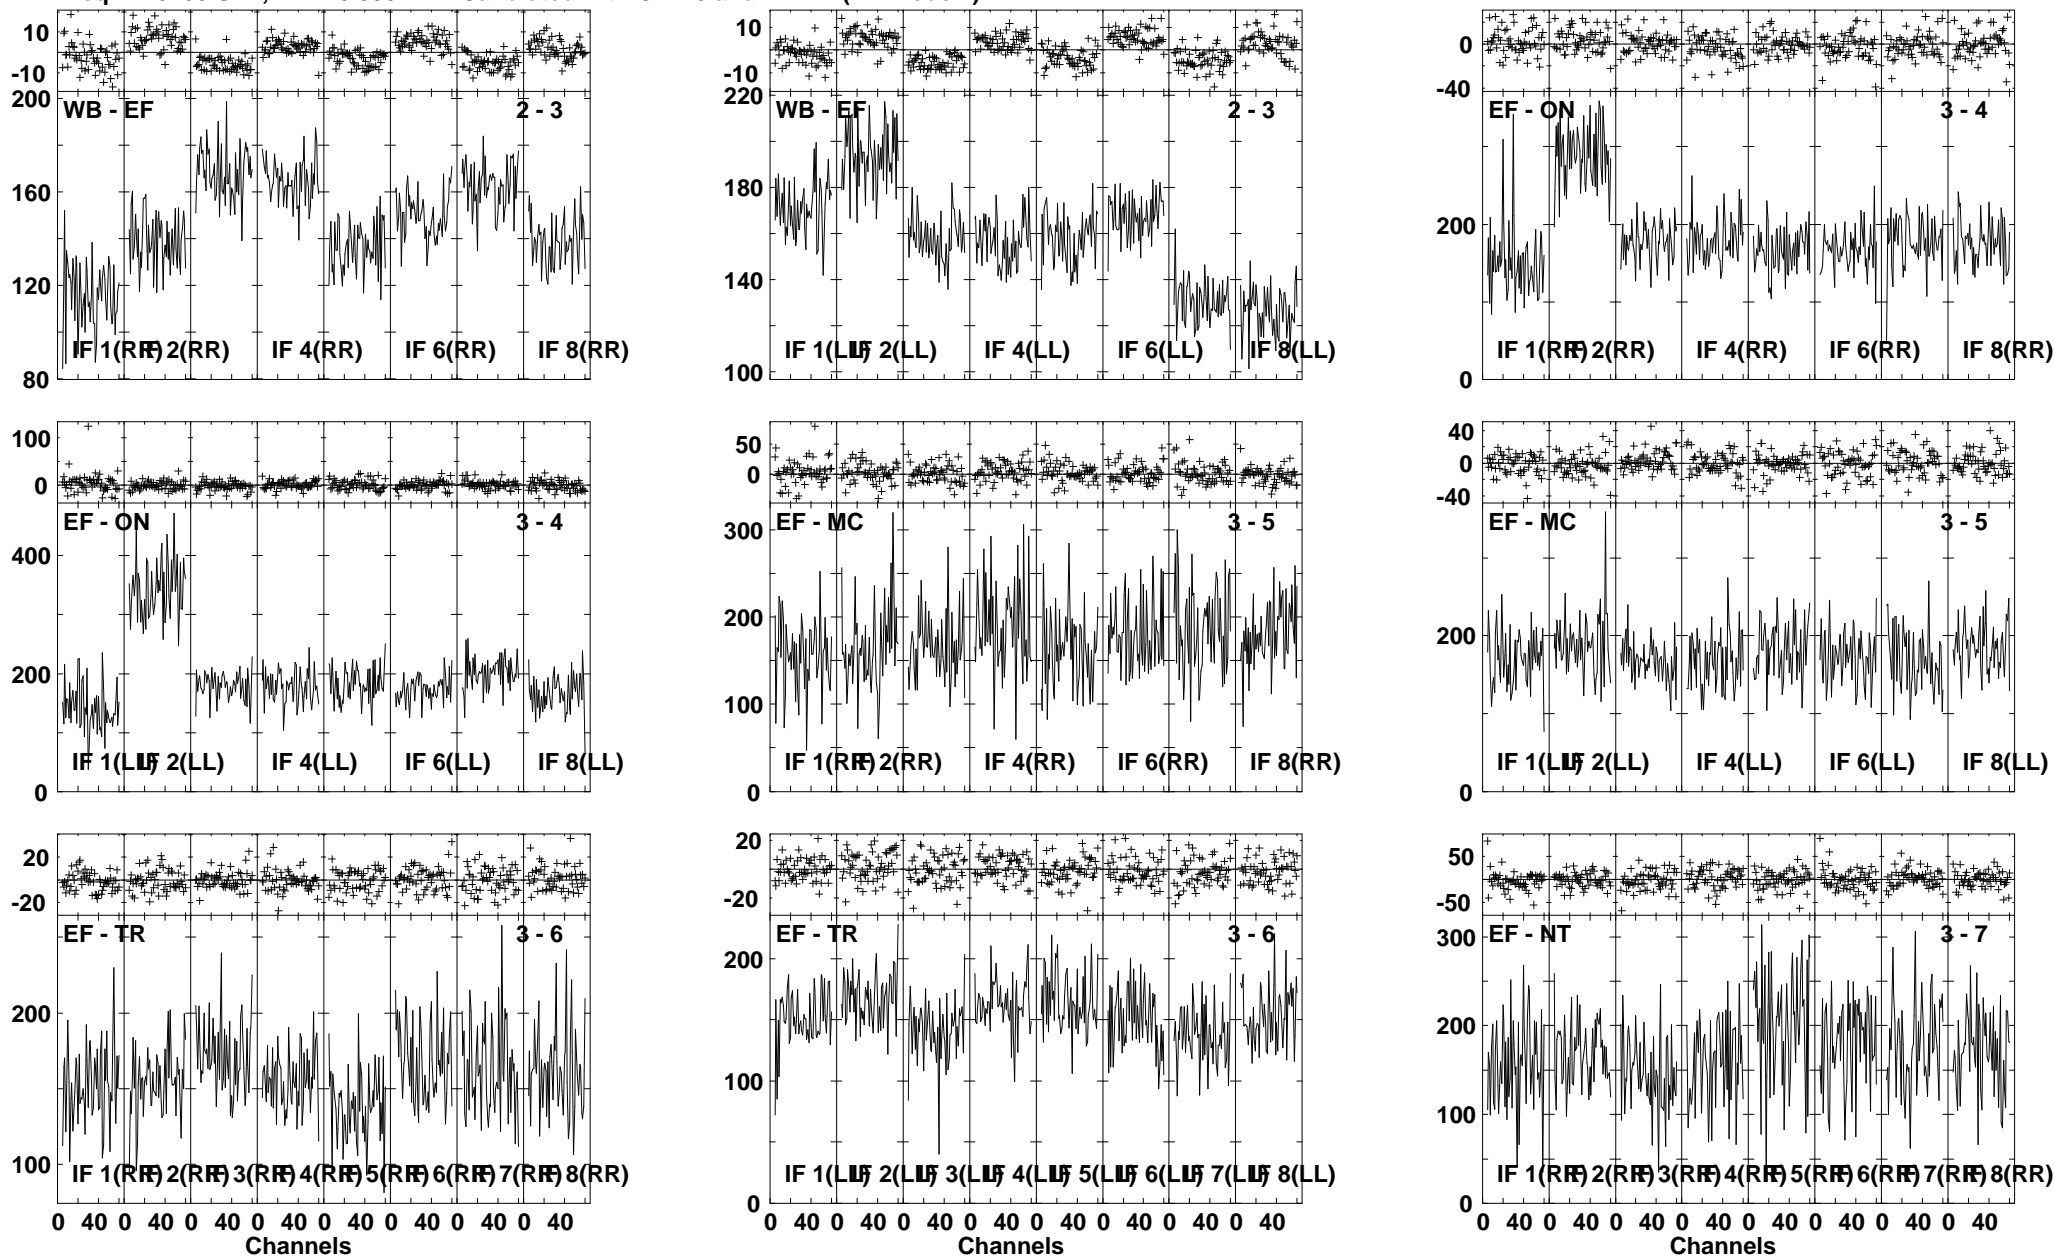 10
-10
200
160
120
80
WB - EF 2 - 3
IF 1(RR) IF 2(RR) IF 4(RR) IF 6(RR) IF 8(RR)
10
-10
220
180
140
100
WB - EF 2 - 3
IF 1(LL) IF 2(LL) IF 4(LL) IF 6(LL) IF 8(LL)
0
-40
200
0
EF - ON 3 - 4
IF 1(RR) IF 2(RR) IF 4(RR) IF 6(RR) IF 8(RR)
100
0
400
200
0
EF - ON 3 - 4
IF 1(LL) IF 2(LL) IF 4(LL) IF 6(LL) IF 8(LL)
50
0
300
200
100
0
EF - MC 3 - 5
IF 1(RR) IF 2(RR) IF 4(RR) IF 6(RR) IF 8(RR)
40
0
-40
200
0
EF - MC 3 - 5
IF 1(LL) IF 2(LL) IF 4(LL) IF 6(LL) IF 8(LL)
20
0
-20
200
100
EF - TR 3 - 6
IF 1(RR) IF 2(RR) IF 3(RR) IF 4(RR) IF 5(RR) IF 6(RR) IF 7(RR) IF 8(RR)
0 40 0 40 0 40 0 40 0 40 0 40 0 40 0 40
Channels
20
0
-20
200
100
0
EF - TR 3 - 6
IF 1(LL) IF 2(LL) IF 3(LL) IF 4(LL) IF 5(LL) IF 6(LL) IF 7(LL) IF 8(LL)
0 40 0 40 0 40 0 40 0 40 0 40 0 40 0 40
Channels
50
0
-50
300
200
100
0
EF - NT 3 - 7
IF 1(RR) IF 2(RR) IF 3(RR) IF 4(RR) IF 5(RR) IF 6(RR) IF 7(RR) IF 8(RR)
0 40 0 40 0 40 0 40 0 40 0 40 0 40 0 40
Channels